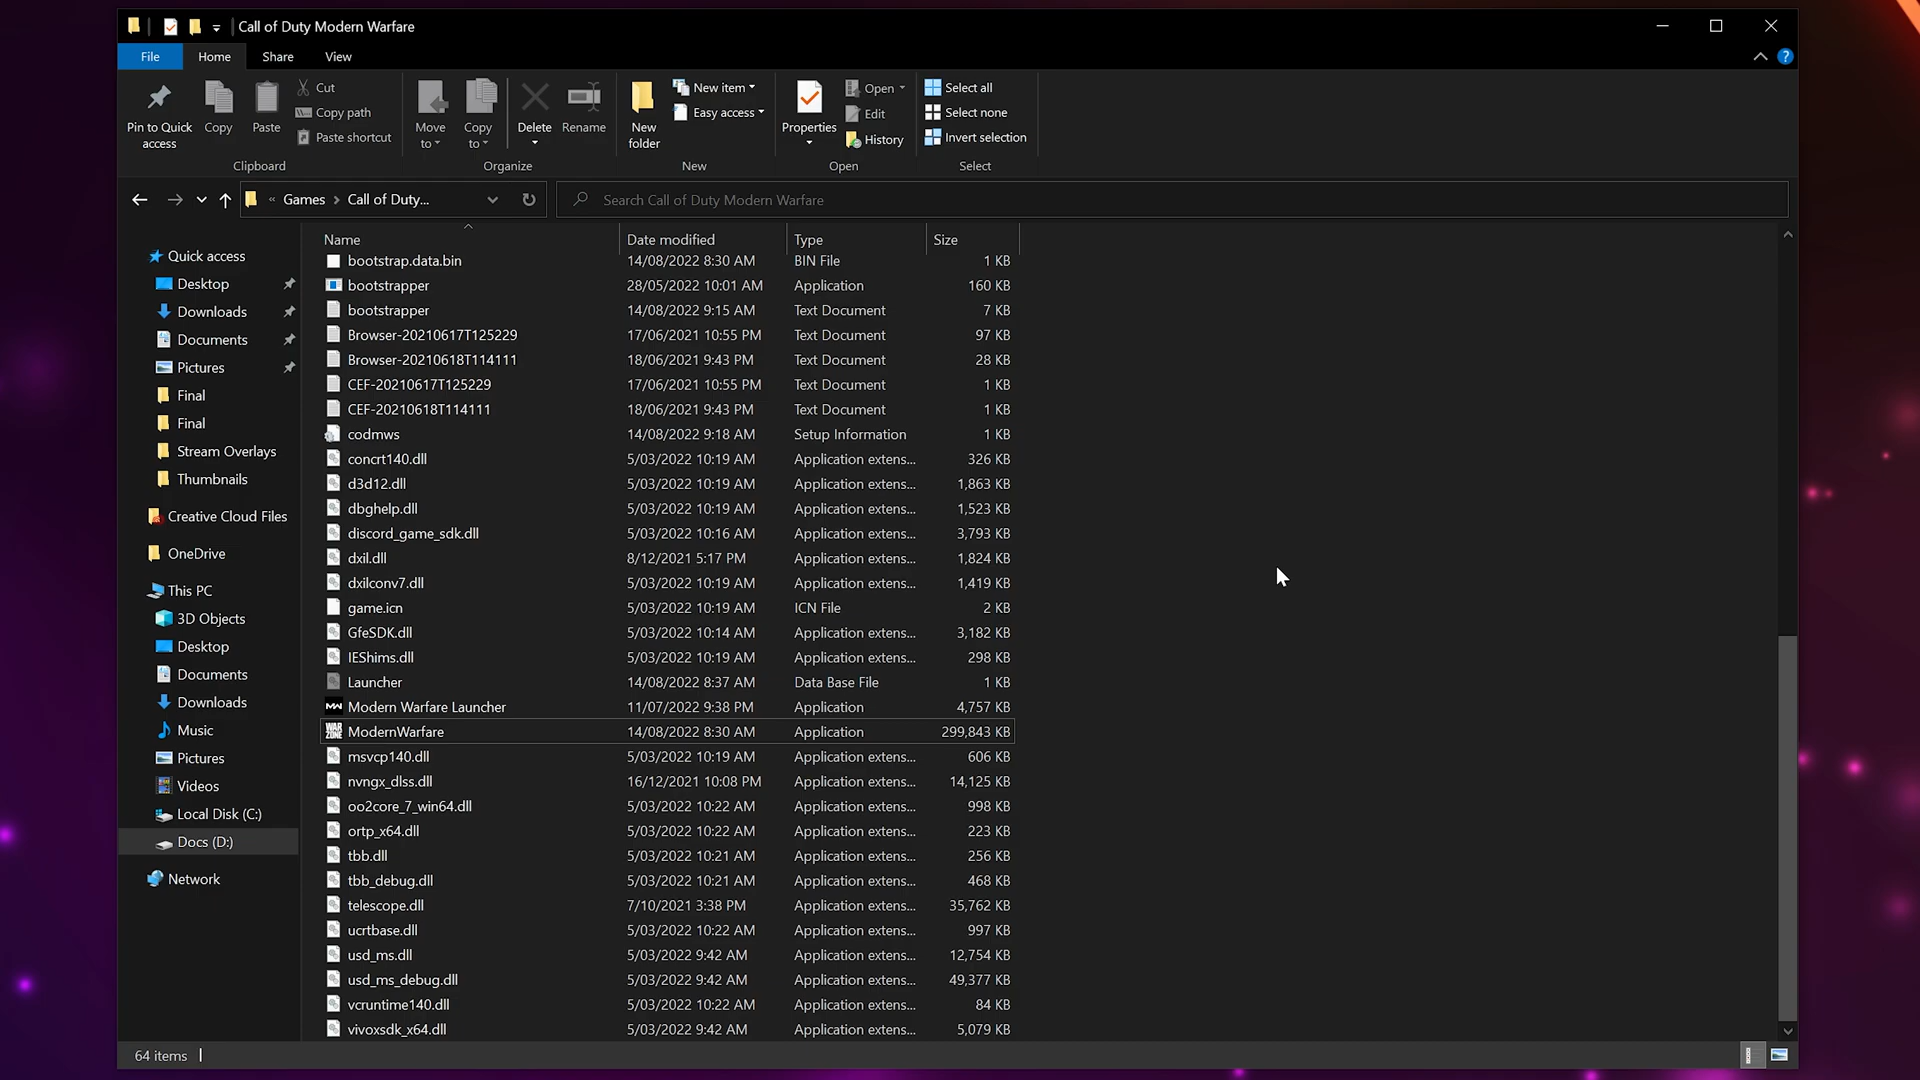 Call of Duty Modern Warfare
File Home Share View
Pin to Quick access
Copy
Paste
Cut
Copy path
Paste shortcut
Clipboard
Move to
Copy to
Delete
Rename
Organize
New folder
New item
Easy access
New
Properties
Open
Edit
History
Open
Select all
Select none
Invert selection
Select
« Games › Call of Duty...
Search Call of Duty Modern Warfare
Quick access
Desktop
Downloads
Documents
Pictures
Final
Final
Stream Overlays
Thumbnails
Creative Cloud Files
OneDrive
This PC
3D Objects
Desktop
Documents
Downloads
Music
Pictures
Videos
Local Disk (C:)
Docs (D:)
Network
Name Date modified Type Size
bootstrap.data.bin 14/08/2022 8:30 AM BIN File 1 KB
bootstrapper 28/05/2022 10:01 AM Application 160 KB
bootstrapper 14/08/2022 9:15 AM Text Document 7 KB
Browser-20210617T125229 17/06/2021 10:55 PM Text Document 97 KB
Browser-20210618T114111 18/06/2021 9:43 PM Text Document 28 KB
CEF-20210617T125229 17/06/2021 10:55 PM Text Document 1 KB
CEF-20210618T114111 18/06/2021 9:43 PM Text Document 1 KB
codmws 14/08/2022 9:18 AM Setup Information 1 KB
concrt140.dll 5/03/2022 10:19 AM Application extens... 326 KB
d3d12.dll 5/03/2022 10:19 AM Application extens... 1,863 KB
dbghelp.dll 5/03/2022 10:19 AM Application extens... 1,523 KB
discord_game_sdk.dll 5/03/2022 10:16 AM Application extens... 3,793 KB
dxil.dll 8/12/2021 5:17 PM Application extens... 1,824 KB
dxilconv7.dll 5/03/2022 10:19 AM Application extens... 1,419 KB
game.icn 5/03/2022 10:19 AM ICN File 2 KB
GfeSDK.dll 5/03/2022 10:14 AM Application extens... 3,182 KB
IEShims.dll 5/03/2022 10:19 AM Application extens... 298 KB
Launcher 14/08/2022 8:37 AM Data Base File 1 KB
Modern Warfare Launcher 11/07/2022 9:38 PM Application 4,757 KB
WAR ZONE ModernWarfare 14/08/2022 8:30 AM Application 299,843 KB
msvcp140.dll 5/03/2022 10:19 AM Application extens... 606 KB
nvngx_dlss.dll 16/12/2021 10:08 PM Application extens... 14,125 KB
oo2core_7_win64.dll 5/03/2022 10:22 AM Application extens... 998 KB
ortp_x64.dll 5/03/2022 10:22 AM Application extens... 223 KB
tbb.dll 5/03/2022 10:21 AM Application extens... 256 KB
tbb_debug.dll 5/03/2022 10:21 AM Application extens... 468 KB
telescope.dll 7/10/2021 3:38 PM Application extens... 35,762 KB
ucrtbase.dll 5/03/2022 10:22 AM Application extens... 997 KB
usd_ms.dll 5/03/2022 9:42 AM Application extens... 12,754 KB
usd_ms_debug.dll 5/03/2022 9:42 AM Application extens... 49,377 KB
vcruntime140.dll 5/03/2022 10:22 AM Application extens... 84 KB
vivoxsdk_x64.dll 5/03/2022 9:42 AM Application extens... 5,079 KB
64 items